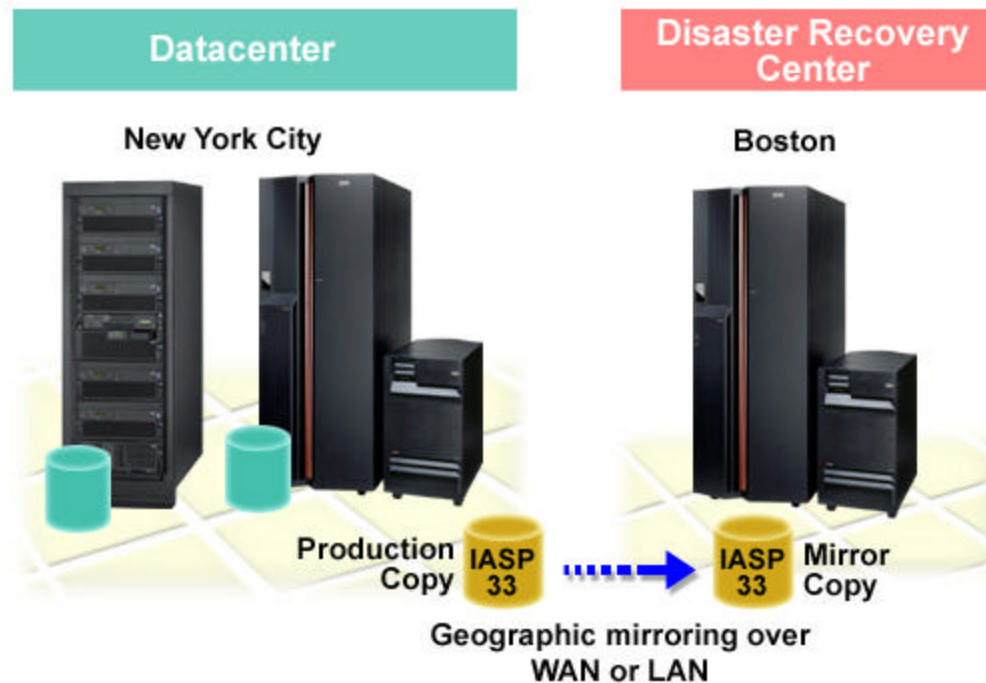 Datacenter
Disaster Recovery
Center
New York City
Boston
Production
Copy
IASP
33
IASP
33
Mirror
Copy
Geographic mirroring over
WAN or LAN